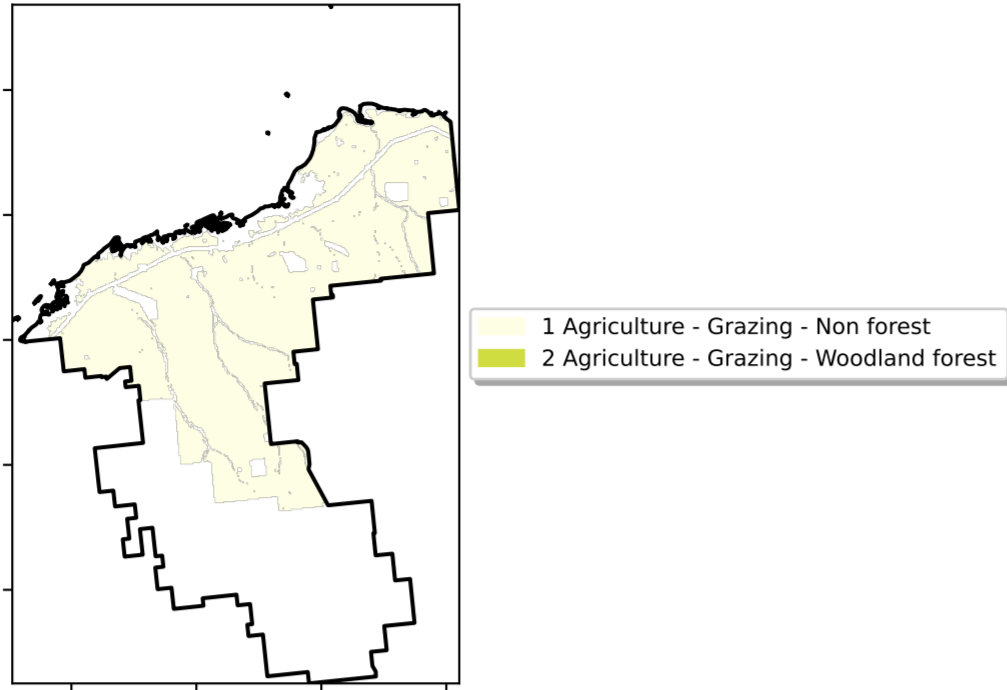 1 Agriculture - Grazing - Non forest
2 Agriculture - Grazing - Woodland forest